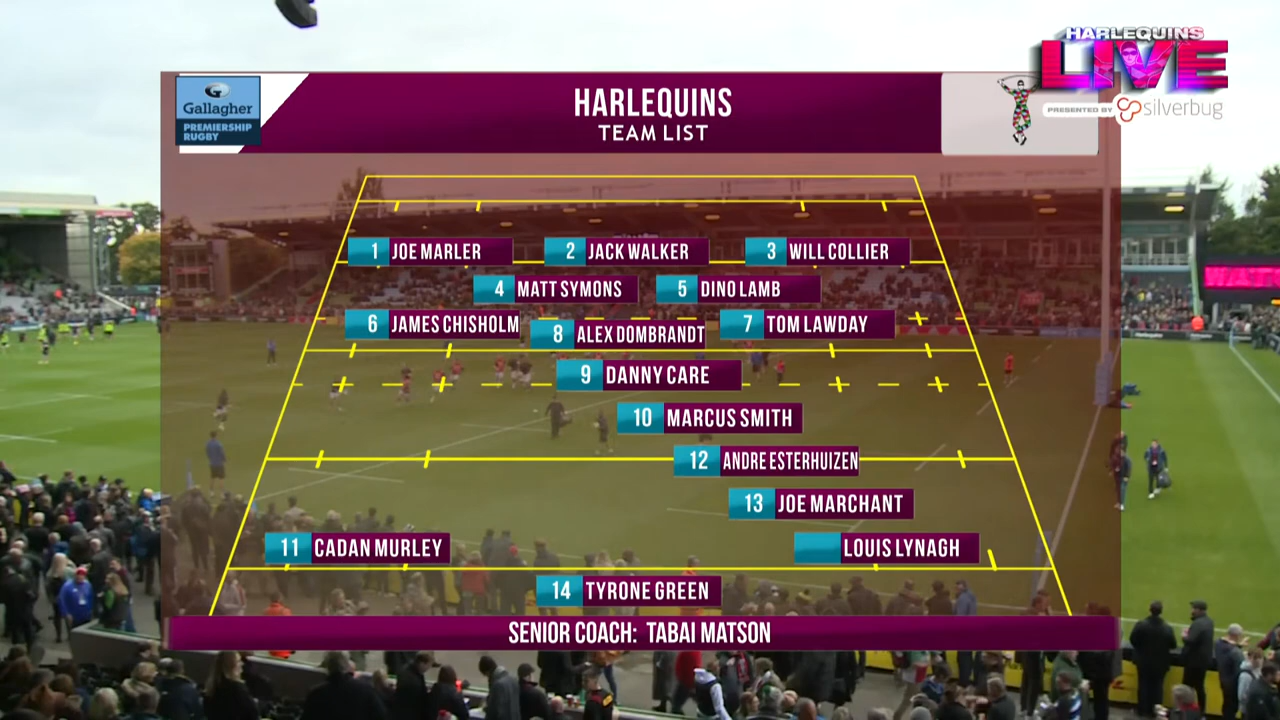 HARLEQUINS
LIVE
PRESENTED BY silverbug
Gallagher
PREMIERSHIP
RUGBY
HARLEQUINS
TEAM LIST
1 JOE MARLER
2 JACK WALKER
3 WILL COLLIER
4 MATT SYMONS
5 DINO LAMB
6 JAMES CHISHOLM
8 ALEX DOMBRANDT
7 TOM LAWDAY
9 DANNY CARE
10 MARCUS SMITH
12 ANDRE ESTERHUIZEN
13 JOE MARCHANT
11 CADAN MURLEY
LOUIS LYNAGH
14 TYRONE GREEN
SENIOR COACH: TABAI MATSON